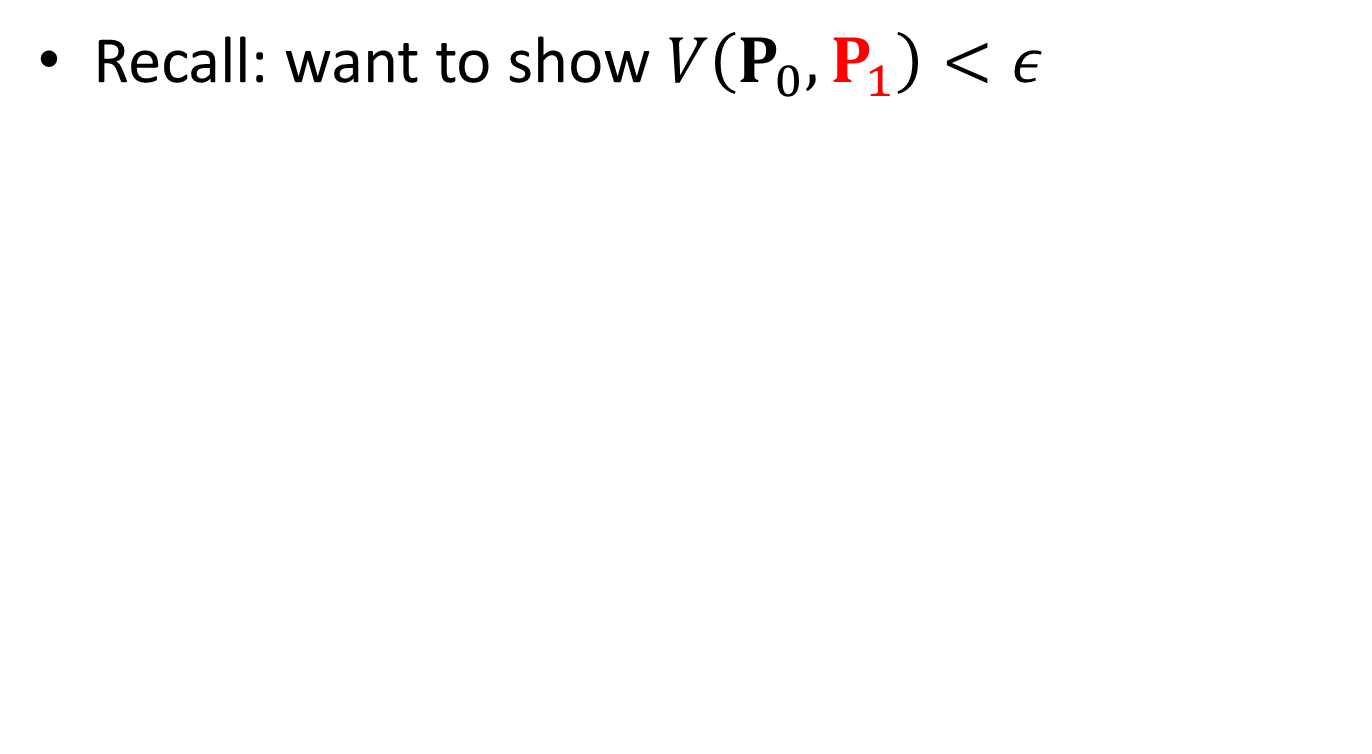 • Recall: want to show 𝑉(𝐏₀, 𝐏₁) < 𝜖